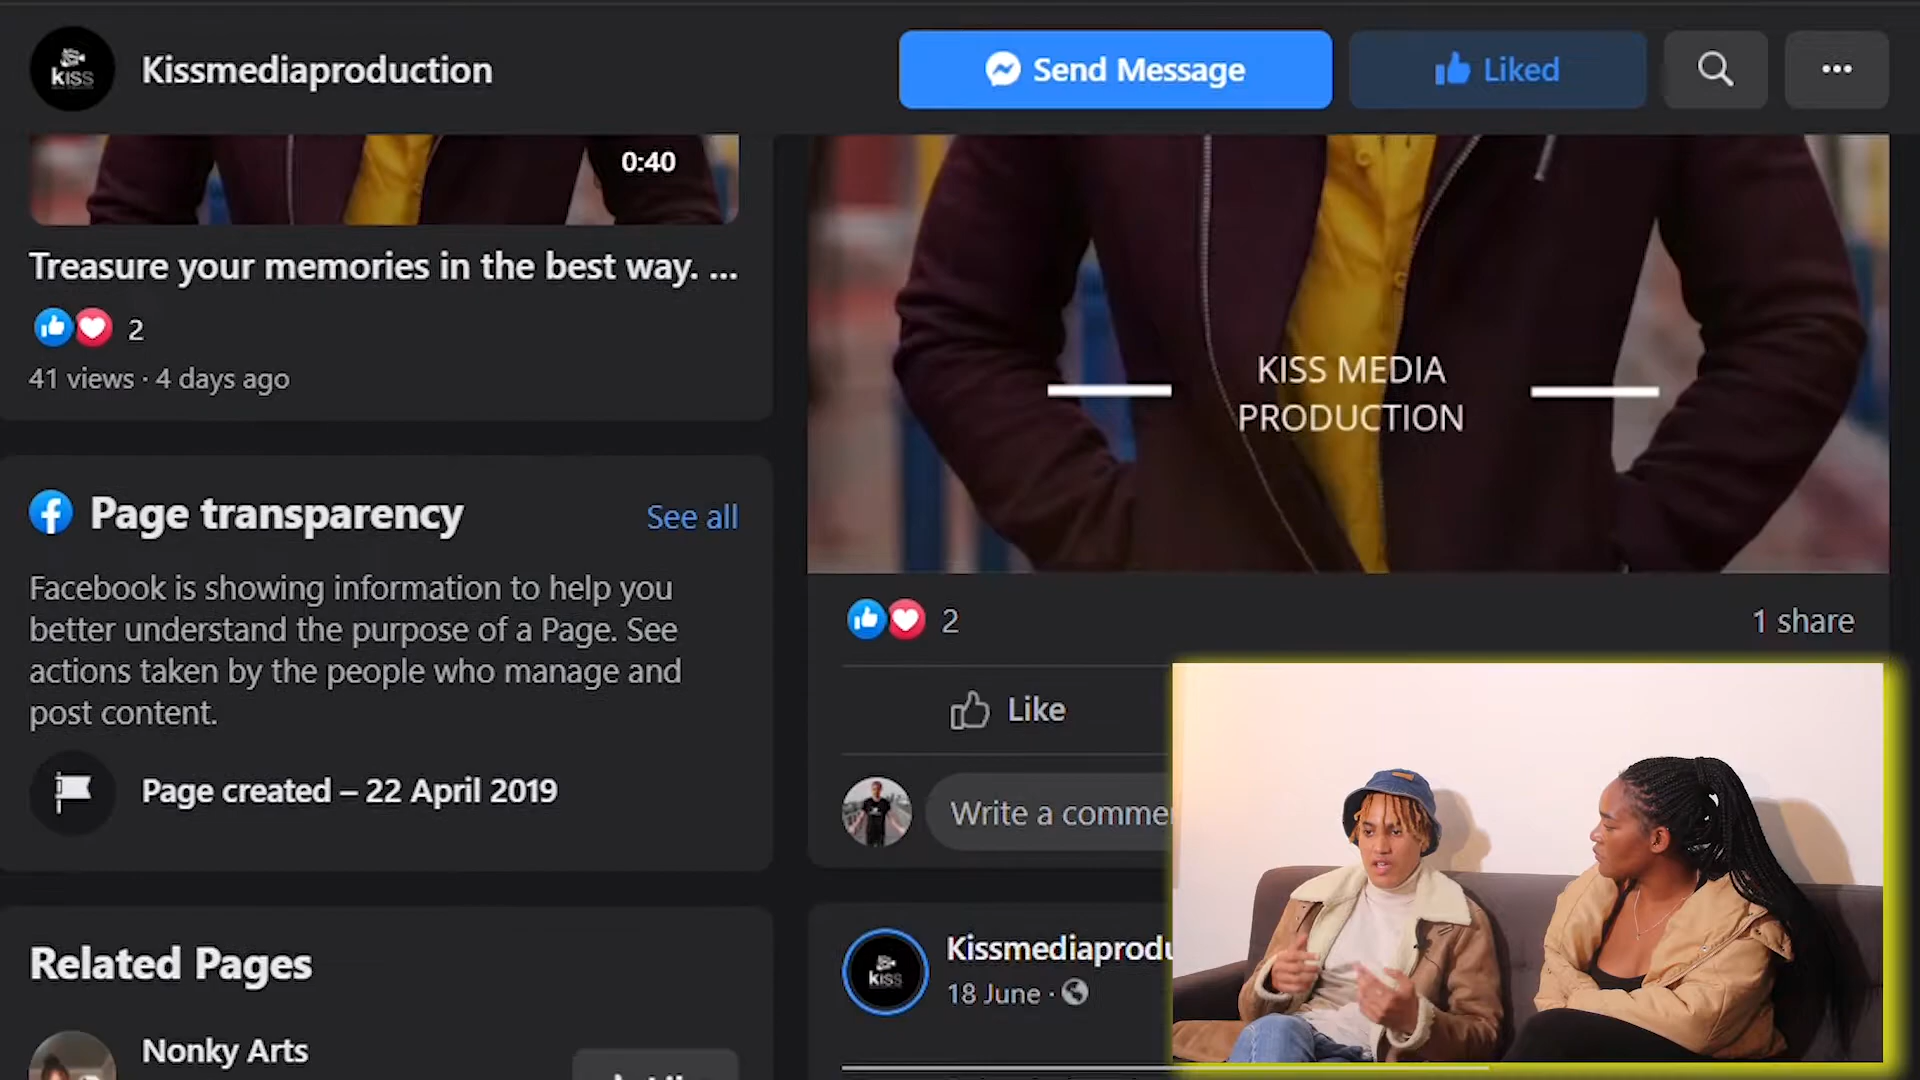 kiss
Kissmediaproduction
Send Message
Liked
0:40
Treasure your memories in the best way. ...
2
41 views · 4 days ago
Page transparency
See all
Facebook is showing information to help you
better understand the purpose of a Page. See
actions taken by the people who manage and
post content.
Page created – 22 April 2019
Related Pages
Nonky Arts
KISS MEDIA
PRODUCTION
2
1 share
Like
Write a comme
kiss
Kissmediaprodu
18 June ·